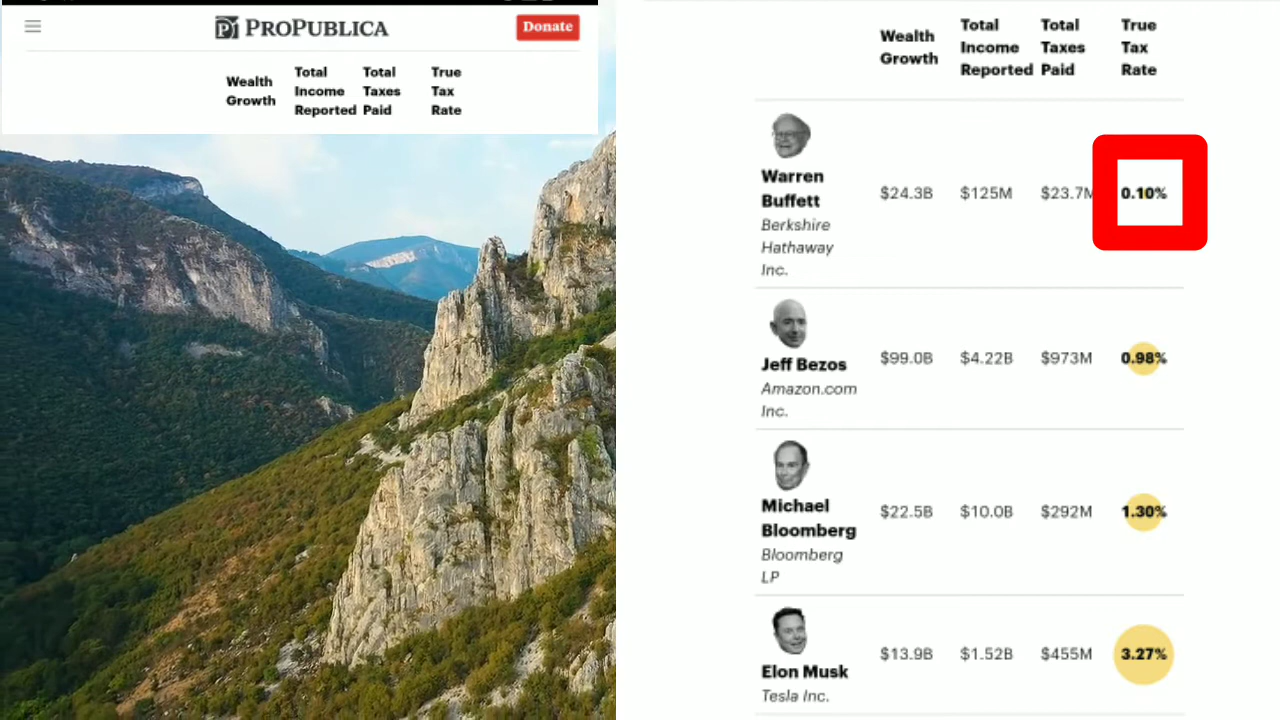 PROPUBLICA
Donate
Wealth Growth
Total Income Reported
Total Taxes Paid
True Tax Rate
Wealth Growth
Total Income Reported
Total Taxes Paid
True Tax Rate
Warren
Buffett
Berkshire
Hathaway
Inc.
$24.3B $125M $23.7M 0.10%
Jeff Bezos
Amazon.com
Inc.
$99.0B $4.22B $973M 0.98%
Michael
Bloomberg
Bloomberg
LP
$22.5B $10.0B $292M 1.30%
Elon Musk
Tesla Inc.
$13.9B $1.52B $455M 3.27%